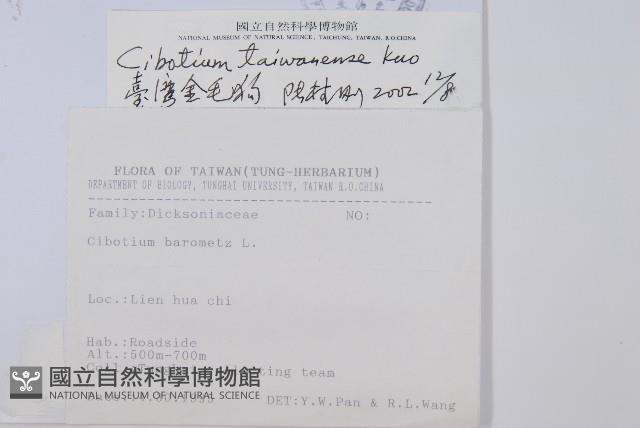 國立自然科學博物館
NATIONAL MUSEUM OF NATURAL SCIENCE, TAICHUNG, TAIWAN, R.O.CHINA
Cibotium taiwanense Kuo
臺灣金毛狗 2002 12/8
FLORA OF TAIWAN(TUNG-HERBARIUM)
DEPARTMENT OF BIOLOGY, TUNGHAI UNIVERSITY, TAIWAN R.O.CHINA
Family:Dicksoniaceae NO:
Cibotium barometz L.
Loc.:Lien hua chi
Hab.:Roadside
Alt.:500m-700m
team
DET:Y.W.Pan & R.L.Wang
國立自然科學博物館
NATIONAL MUSEUM OF NATURAL SCIENCE